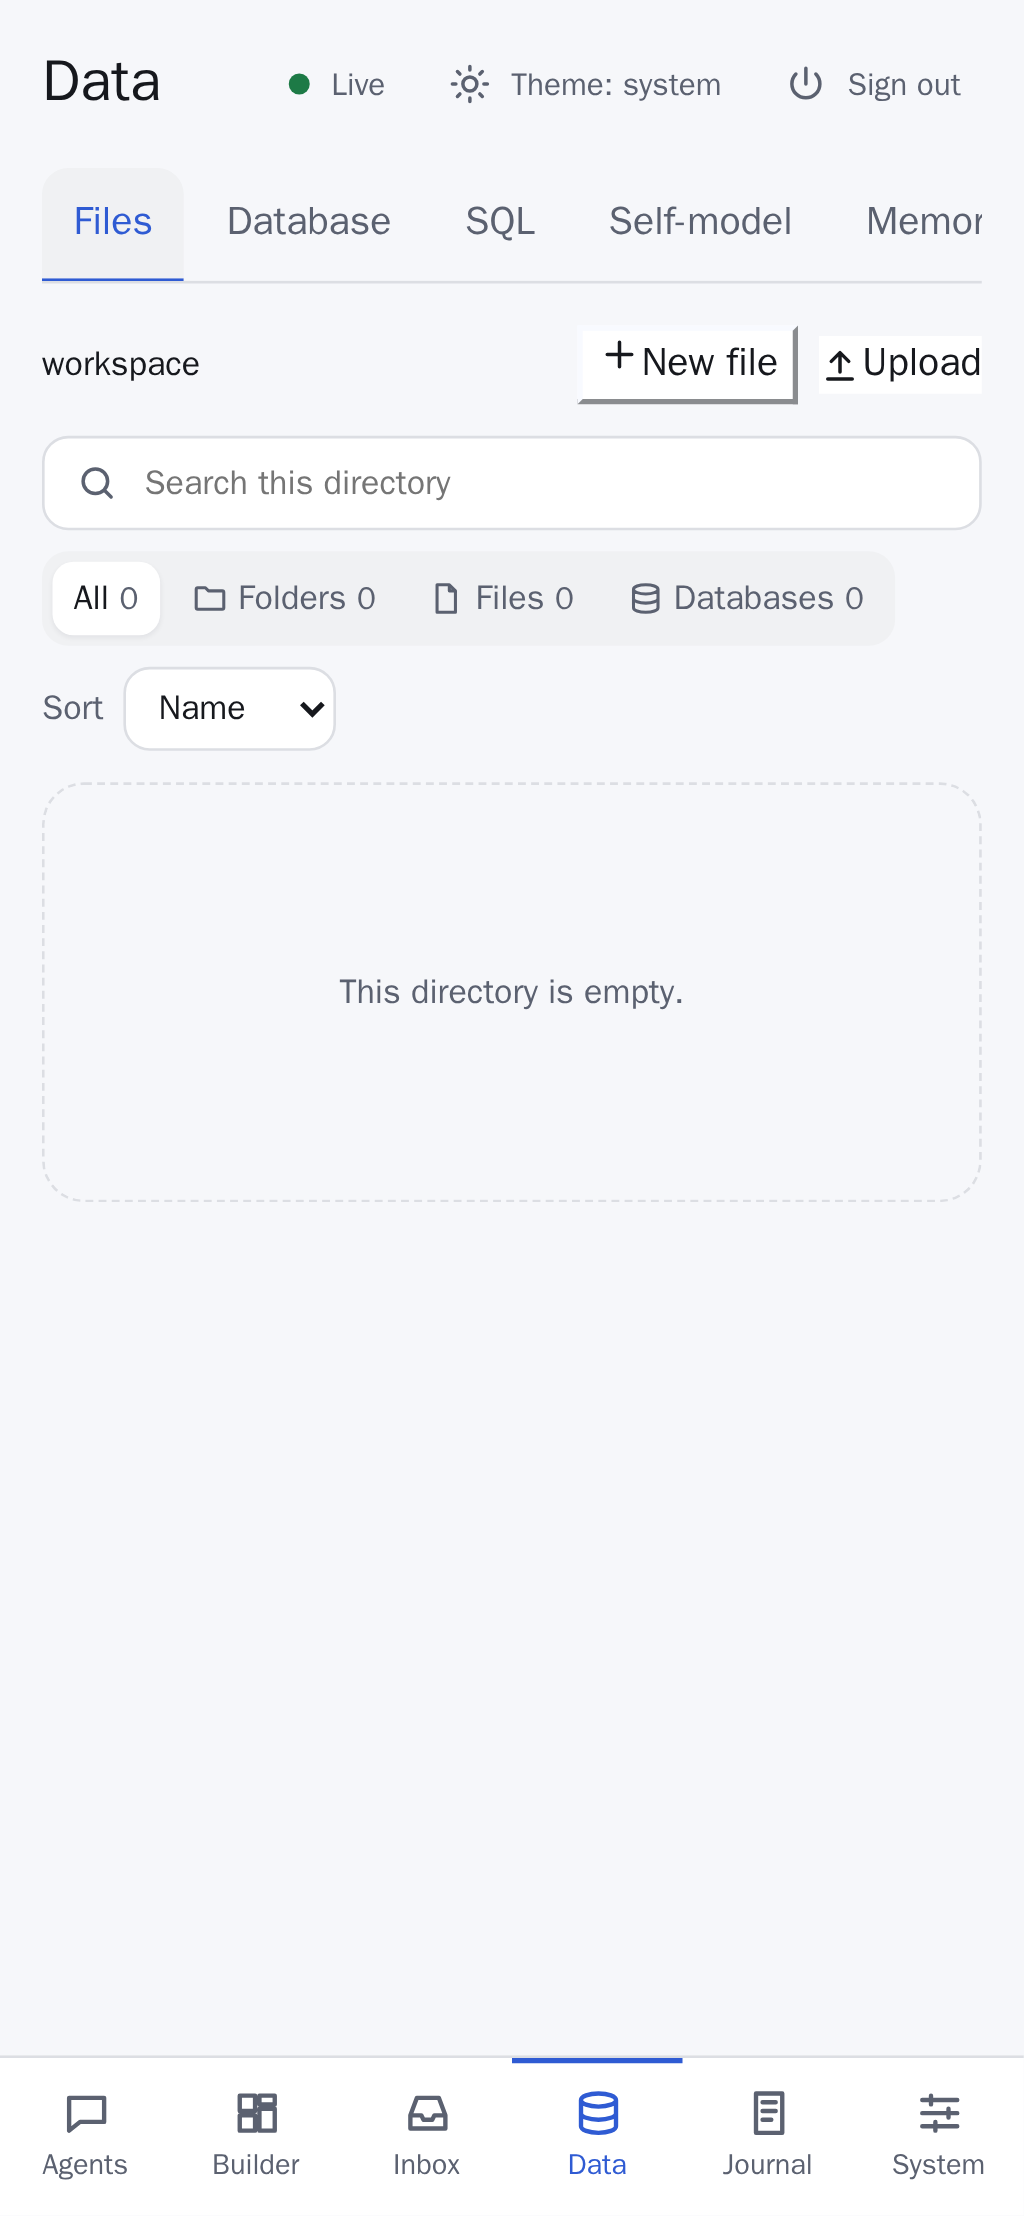 Data Live Theme: system Sign out
Files Database SQL Self-model Memor
workspace New file Upload
Search this directory
All 0 Folders 0 Files 0 Databases 0
Sort Name
This directory is empty.
Agents Builder Inbox Data Journal System